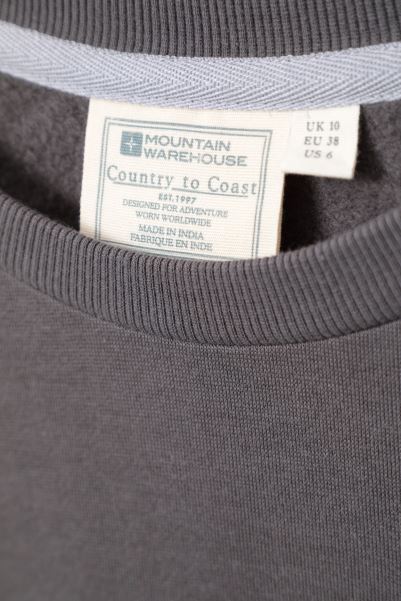 MOUNTAIN
WAREHOUSE
Country to Coast
EST.1997
DESIGNED FOR ADVENTURE
WORN WORLDWIDE
MADE IN INDIA
FABRIQUE EN INDE
UK 10
EU 38
US 6